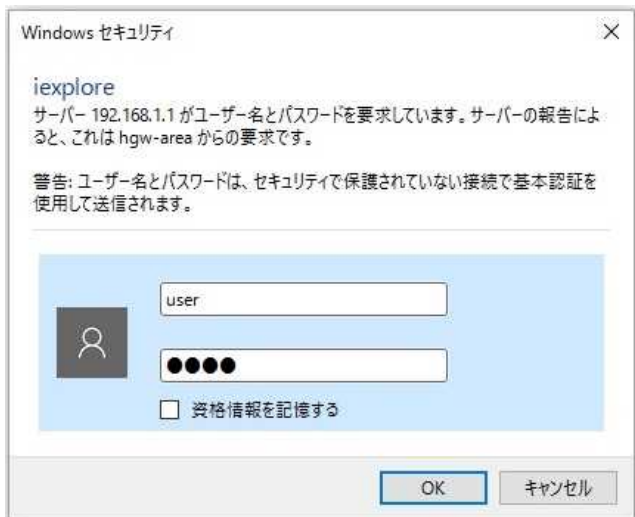 Windows セキュリティ
iexplore
サーバー 192.168.1.1 がユーザー名とパスワードを要求しています。サーバーの報告によ
ると、これは hgw-area からの要求です。
警告: ユーザー名とパスワードは、セキュリティで保護されていない接続で基本認証を
使用して送信されます。
user
●●●●
資格情報を記憶する
OK
キャンセル